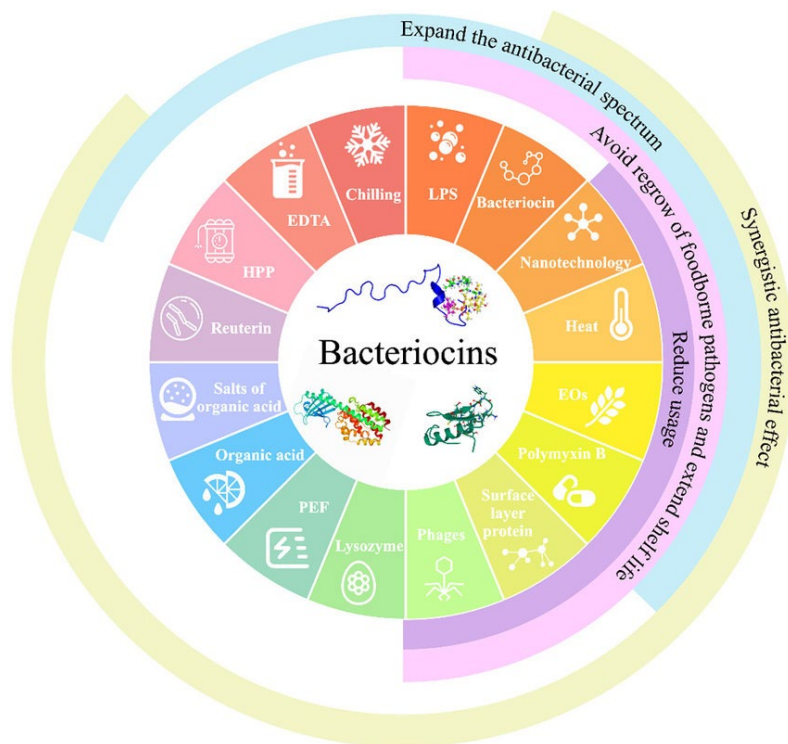 Expand the antibacterial spectrum
Avoid regrow of foodborne pathogens and extend shelf life
Synergistic antibacterial effect
Reduce usage
Chilling
LPS
Bacteriocin
Nanotechnology
Heat
EOs
Polymyxin B
Surface
layer
protein
Phages
Lysozyme
PEF
Organic acid
Salts of
organic acid
Reuterin
HPP
EDTA
Bacteriocins